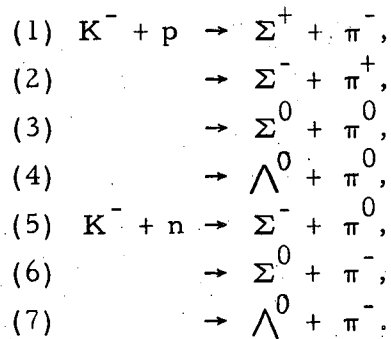 (1) K⁻ + p → Σ⁺ + π⁻,
(2) → Σ⁻ + π⁺,
(3) → Σ⁰ + π⁰,
(4) → Λ⁰ + π⁰,
(5) K⁻ + n → Σ⁻ + π⁰,
(6) → Σ⁰ + π⁻,
(7) → Λ⁰ + π⁻.